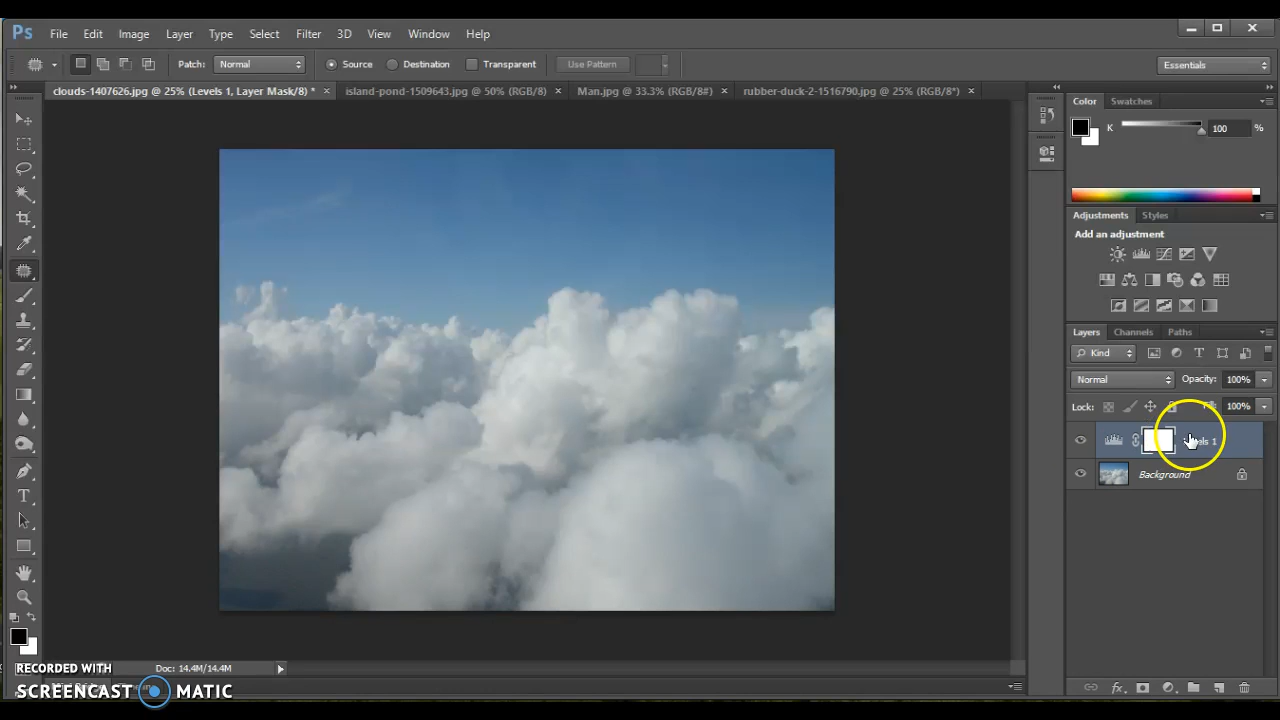 Ps File Edit Image Layer Type Select Filter 3D View Window Help
Patch: Normal Source Destination Transparent Use Pattern Essentials
clouds-1407626.jpg @ 25% (Levels 1, Layer Mask/8) * × island-pond-1509643.jpg @ 50% (RGB/8) × Man.jpg @ 33.3% (RGB/8#) × rubber-duck-2-1516790.jpg @ 25% (RGB/8*) ×
Color Swatches
K 100 %
Adjustments Styles
Add an adjustment
Layers Channels Paths
Kind
Normal Opacity: 100%
Lock: 100%
1
Background
Doc: 14.4M/14.4M
RECORDED WITH
SCREENCAST MATIC